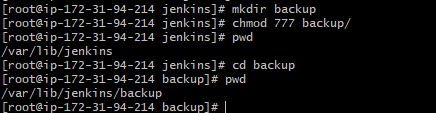 [root@ip-172-31-94-214 jenkins]# mkdir backup
[root@ip-172-31-94-214 jenkins]# chmod 777 backup/
[root@ip-172-31-94-214 jenkins]# pwd
/var/lib/jenkins
[root@ip-172-31-94-214 jenkins]# cd backup
[root@ip-172-31-94-214 backup]# pwd
/var/lib/jenkins/backup
[root@ip-172-31-94-214 backup]#